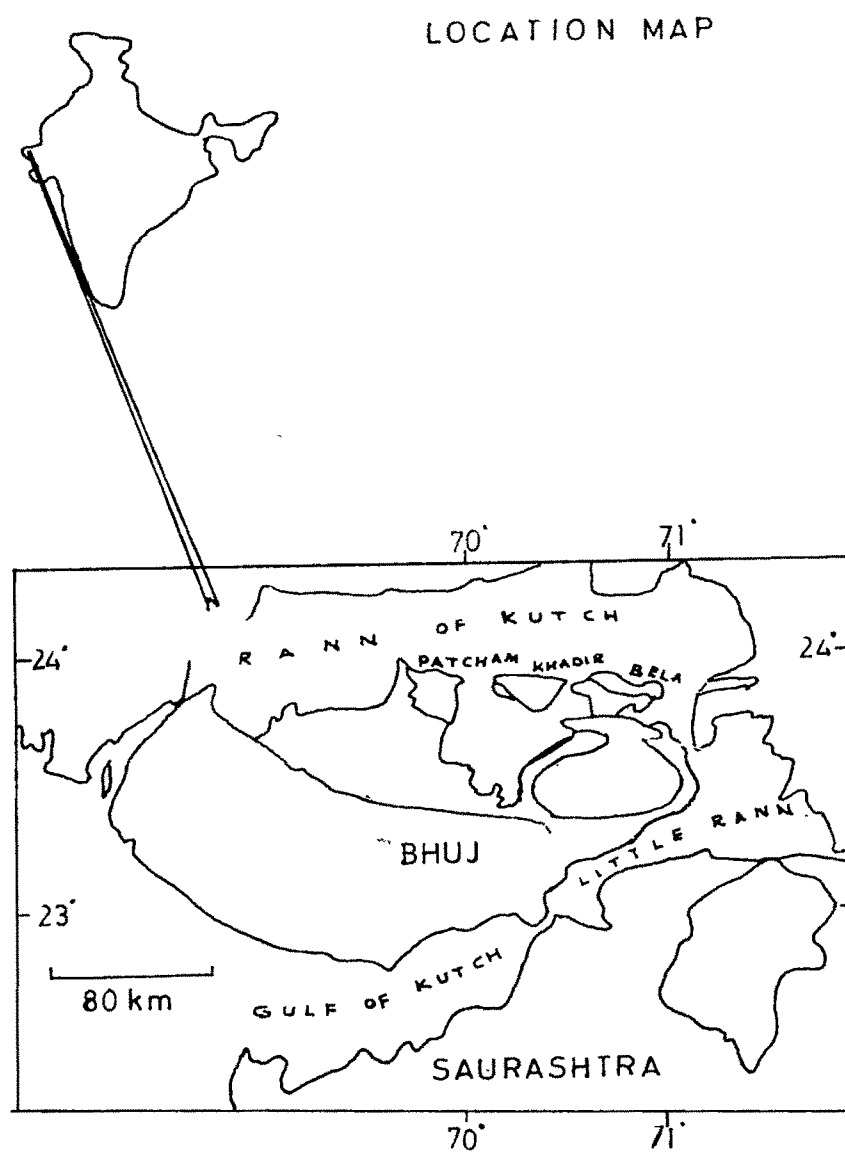 LOCATION MAP
70° 71°
RANN OF KUTCH
24° 24°
PATCHAM KHADIR BELA
LITTLE RANN
BHUJ
23°
GULF OF KUTCH
80 km
SAURASHTRA
70° 71°